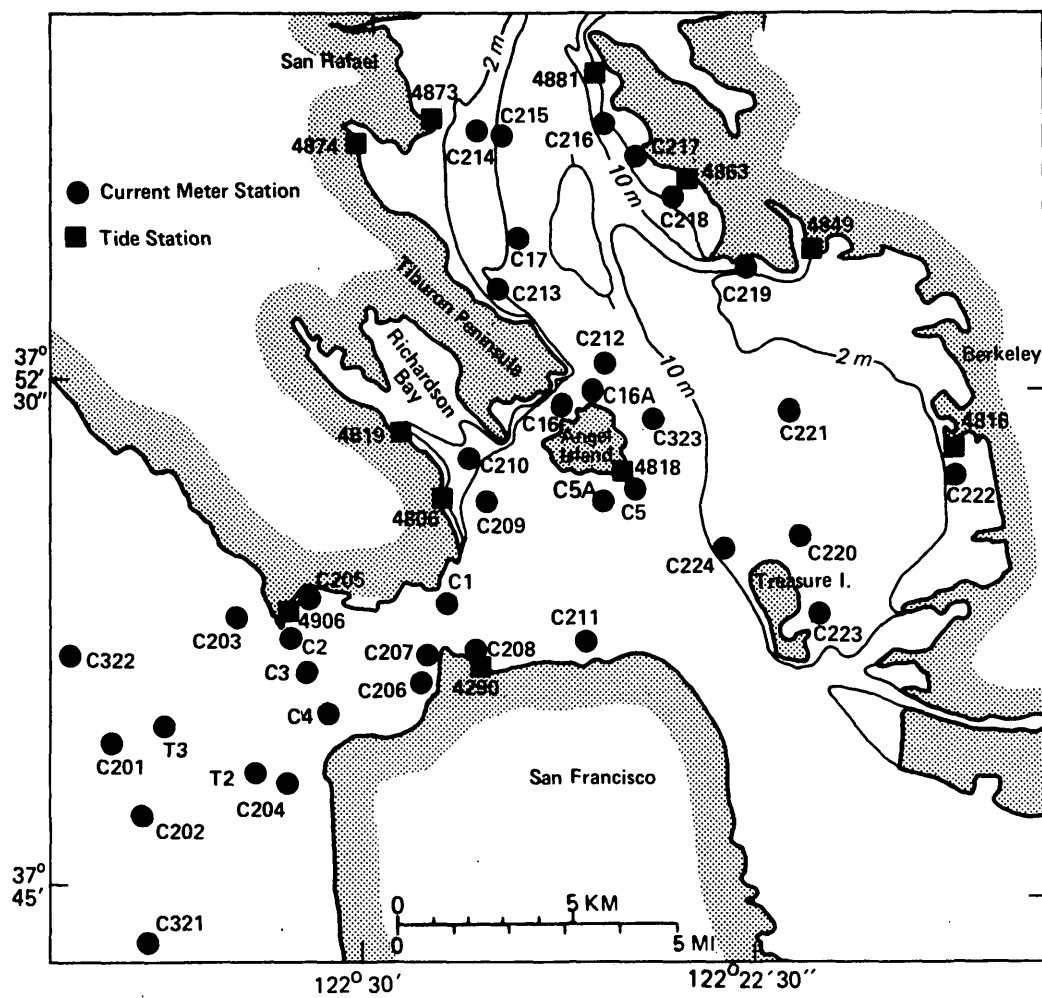 San Rafael
2 m
4881
4873
C215
C216
C217
4874
C214
4863
Current Meter Station
10 m
C218
Tide Station
4849
C17
Tiburon Peninsula
C219
C213
C212
37°
52'
30"
Richardson
Bay
10 m
2 m
Berkeley
C16A
C16
4819
Angel
Island
C323
C221
4816
C210
4818
C5A
C5
C222
4806
C209
C224
C220
Treasure I.
C205
C1
4906
C203
C2
C211
C223
C322
C3
C207
C208
4290
C206
C4
T3
C201
T2
C204
San Francisco
C202
37°
45'
0 5 KM
C321
0 5 MI
122° 30'
122° 22' 30"